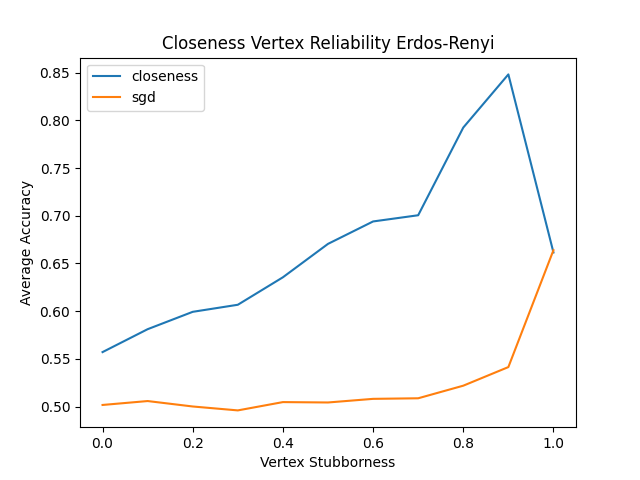 Closeness Vertex Reliability Erdos-Renyi
closeness
sgd
0.85
0.80
0.75
0.70
0.65
0.60
0.55
0.50
Average Accuracy
0.0 0.2 0.4 0.6 0.8 1.0
Vertex Stubborness